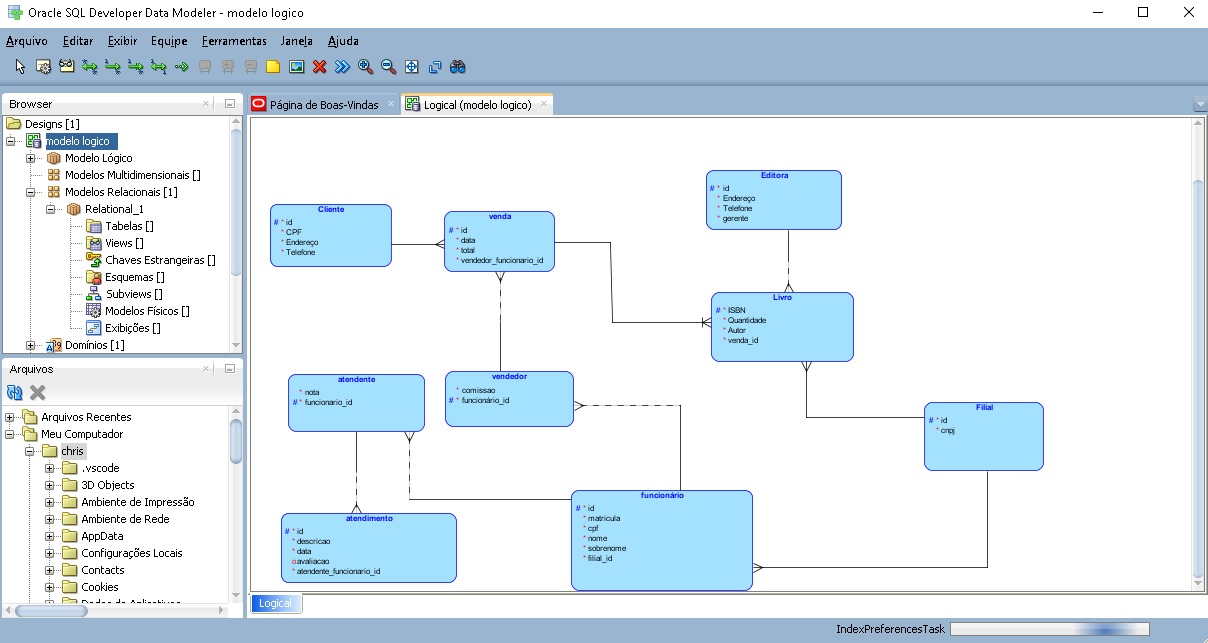 Oracle SQL Developer Data Modeler - modelo logico
Arquivo Editar Exibir Equipe Ferramentas Janela Ajuda
Browser
Designs [1]
modelo logico
Modelo Lógico
Modelos Multidimensionais []
Modelos Relacionais [1]
Relational_1
Tabelas []
Views []
Chaves Estrangeiras []
Esquemas []
Subviews []
Modelos Físicos []
Exibições []
Domínios [1]
Arquivos
Arquivos Recentes
Meu Computador
chris
.vscode
3D Objects
Ambiente de Impressão
Ambiente de Rede
AppData
Configurações Locais
Contacts
Cookies
Página de Boas-Vindas
Logical (modelo logico)
Cliente
# * id
* CPF
* Endereço
* Telefone
venda
# * id
* data
* total
* vendedor_funcionario_id
Editora
# * id
* Endereço
* Telefone
* gerente
Livro
# * ISBN
* Quantidade
* Autor
* venda_id
atendente
* nota
# * funcionario_id
vendedor
* comissao
# * funcionário_id
Filial
# * id
* cnpj
atendimento
# * id
* descricao
* data
o avaliacao
* atendente_funcionario_id
funcionário
# * id
* matricula
* cpf
* nome
* sobrenome
* filial_id
Logical
IndexPreferencesTask